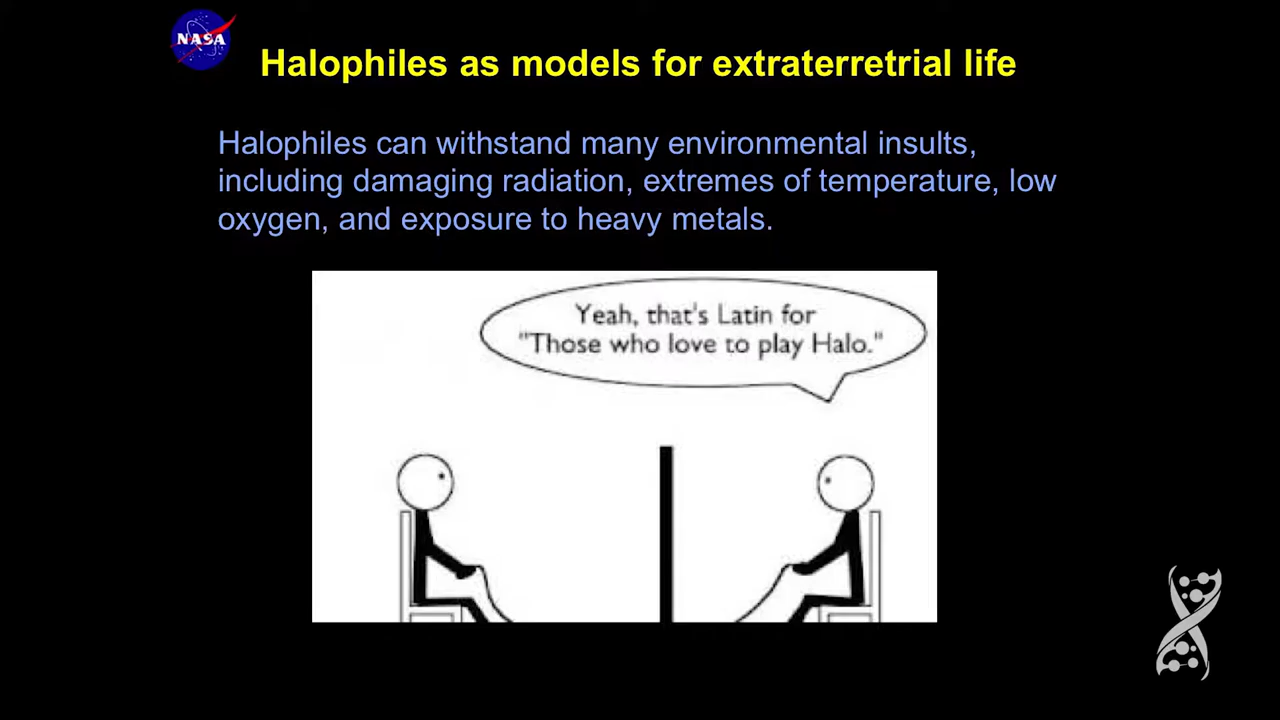 NASA
Halophiles as models for extraterretrial life
Halophiles can withstand many environmental insults,
including damaging radiation, extremes of temperature, low
oxygen, and exposure to heavy metals.
Yeah, that's Latin for
"Those who love to play Halo."